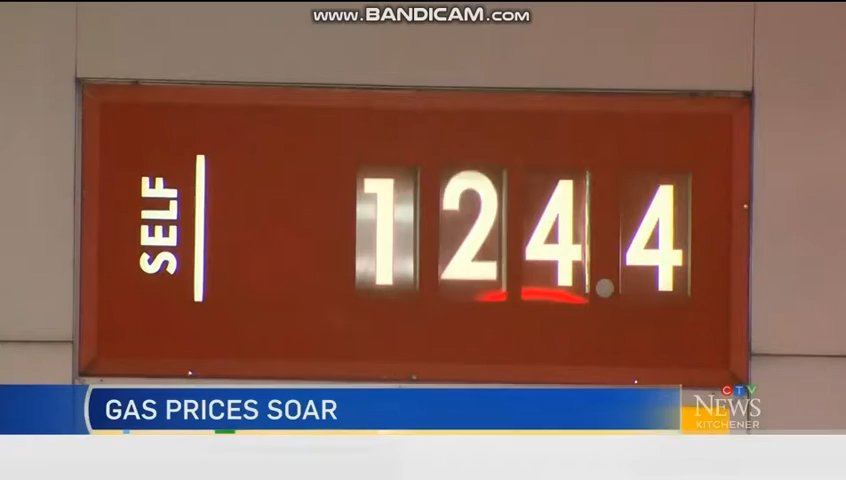 www.BANDICAM.com
SELF
124.4
GAS PRICES SOAR
CTV
NEWS
KITCHENER